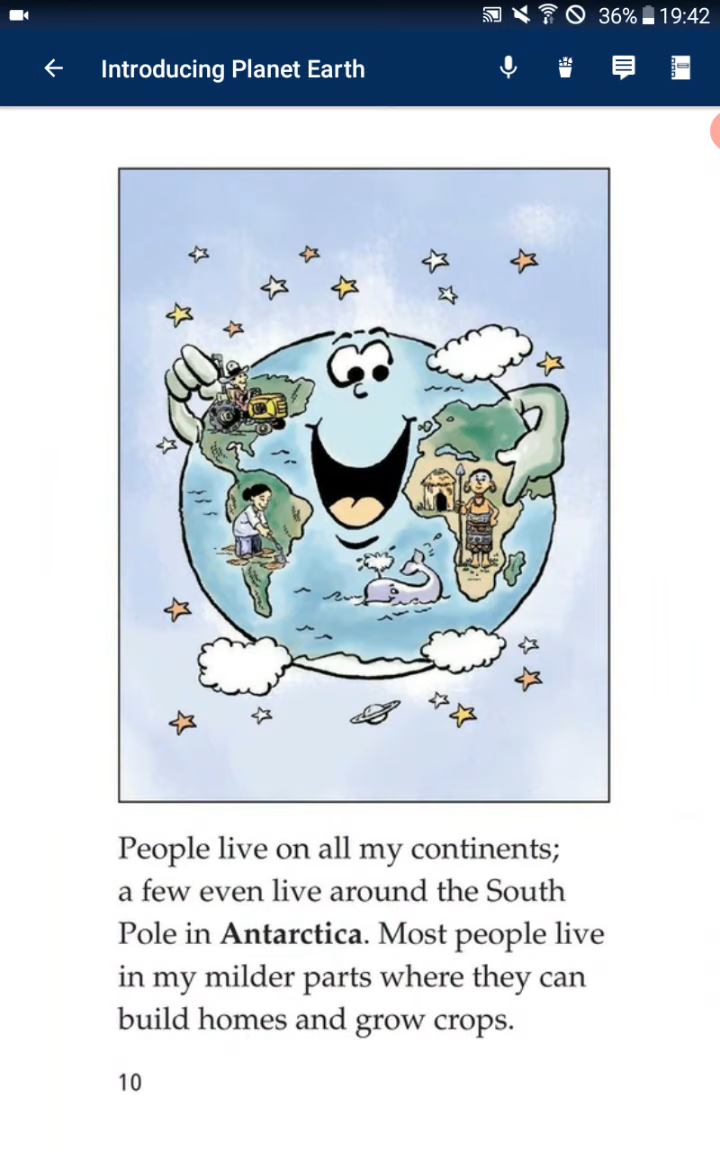 36% 19:42
Introducing Planet Earth
People live on all my continents;
a few even live around the South
Pole in Antarctica. Most people live
in my milder parts where they can
build homes and grow crops.
10